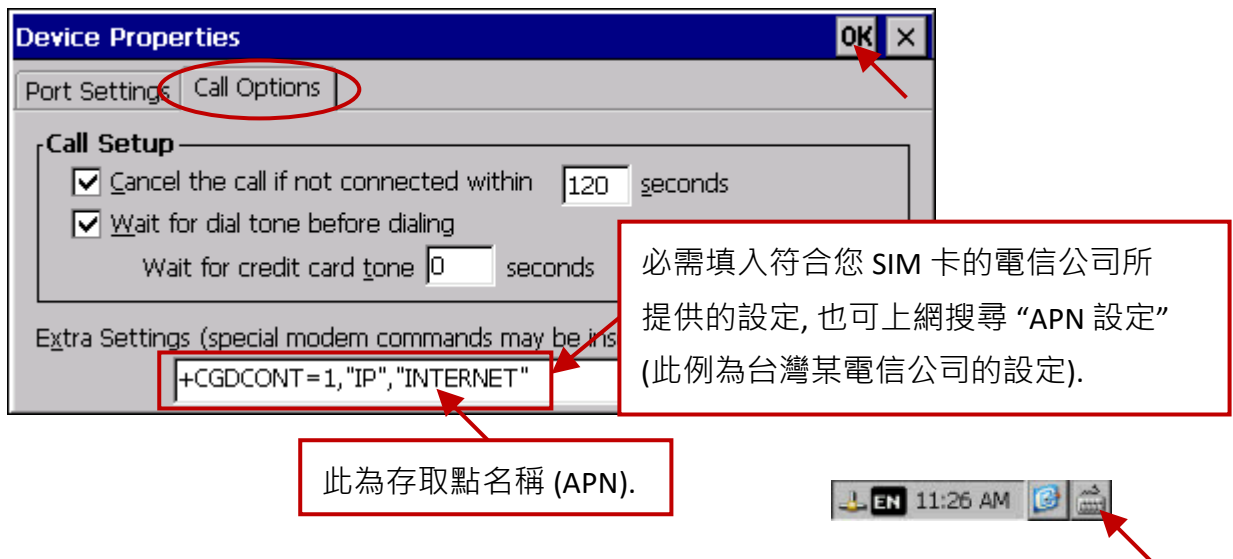 Device Properties
OK
Port Settings
Call Options
Call Setup
Cancel the call if not connected within 120 seconds
Wait for dial tone before dialing
Wait for credit card tone 0 seconds
必需填入符合您 SIM 卡的電信公司所
提供的設定, 也可上網搜尋 “APN 設定”
(此例為台灣某電信公司的設定).
Extra Settings (special modem commands may be
+CGDCONT=1,"IP","INTERNET"
此為存取點名稱 (APN).
EN 11:26 AM